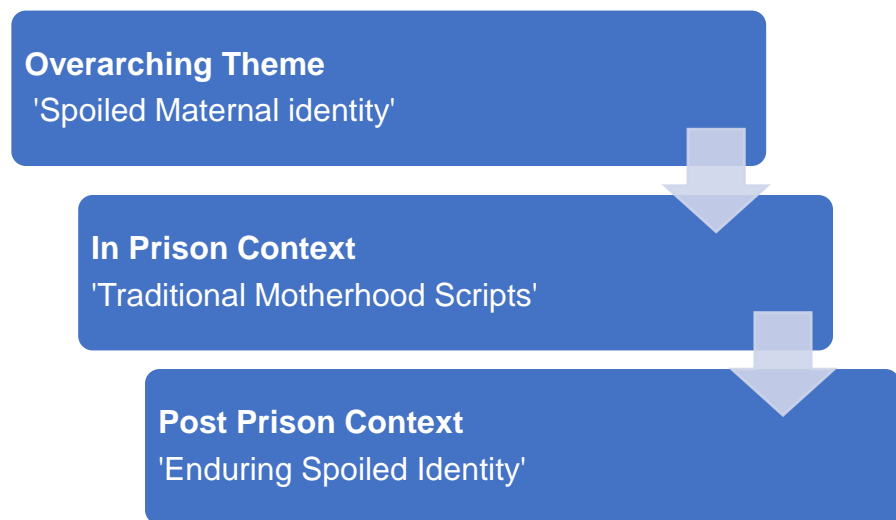 Overarching Theme
'Spoiled Maternal identity'
In Prison Context
'Traditional Motherhood Scripts'
Post Prison Context
'Enduring Spoiled Identity'